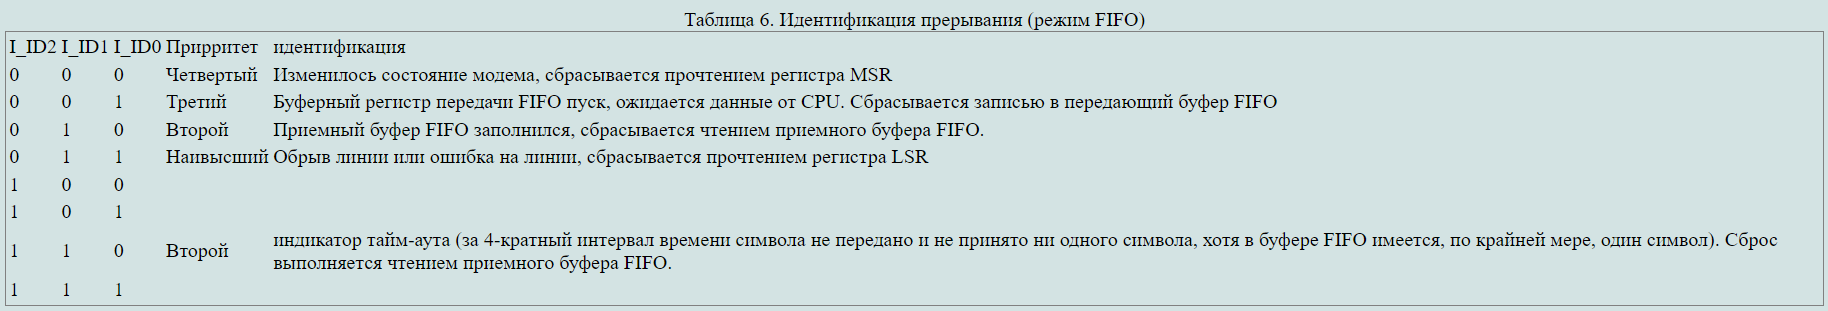 Таблица 6. Идентификация прерывания (режим FIFO)
I_ID2 I_ID1 I_ID0 Прирритет идентификация
0 0 0 Четвертый Изменилось состояние модема, сбрасывается прочтением регистра MSR
0 0 1 Третий Буферный регистр передачи FIFO пуск, ожидается данные от CPU. Сбрасывается записью в передающий буфер FIFO
0 1 0 Второй Приемный буфер FIFO заполнился, сбрасывается чтением приемного буфера FIFO.
0 1 1 Наивысший Обрыв линии или ошибка на линии, сбрасывается прочтением регистра LSR
1 0 0
1 0 1
1 1 0 Второй индикатор тайм-аута (за 4-кратный интервал времени символа не передано и не принято ни одного символа, хотя в буфере FIFO имеется, по крайней мере, один символ). Сброс
выполняется чтением приемного буфера FIFO.
1 1 1